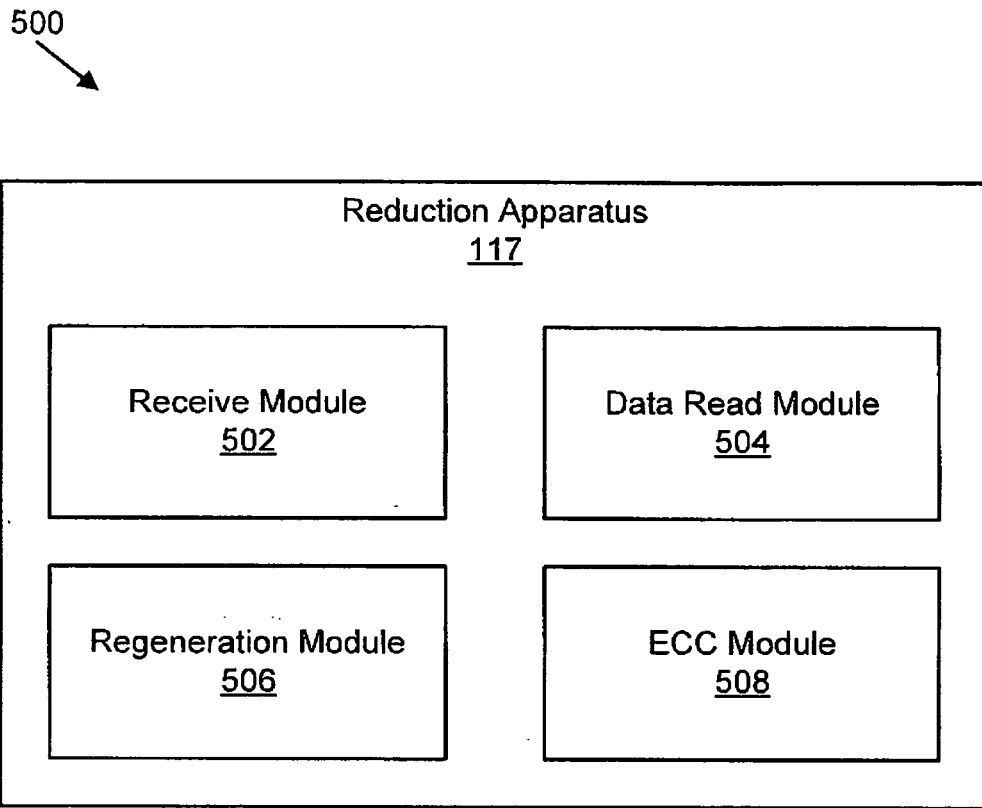 500
Reduction Apparatus
117
Receive Module
502
Data Read Module
504
Regeneration Module
506
ECC Module
508